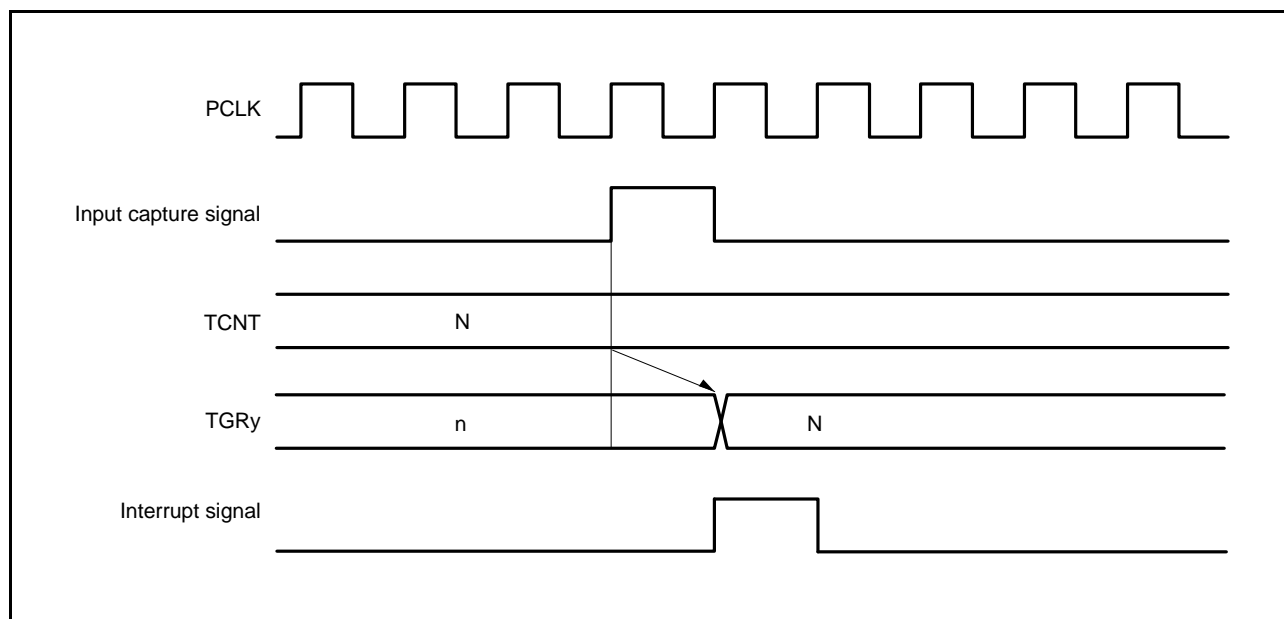 PCLK
Input capture signal
TCNT
N
TGRy
n
N
Interrupt signal